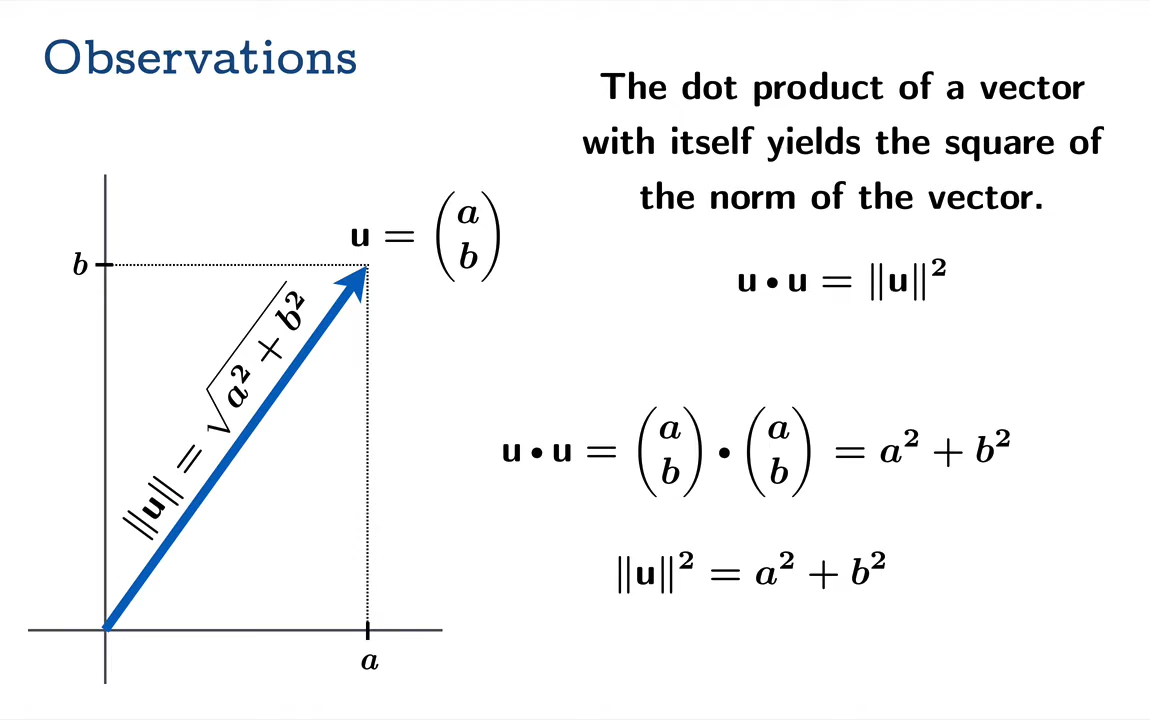 Observations
The dot product of a vector
with itself yields the square of
the norm of the vector.
u • u = ‖u‖²
u = (a b)
b
‖u‖ = √(a² + b²)
u • u = (a b) • (a b) = a² + b²
‖u‖² = a² + b²
a